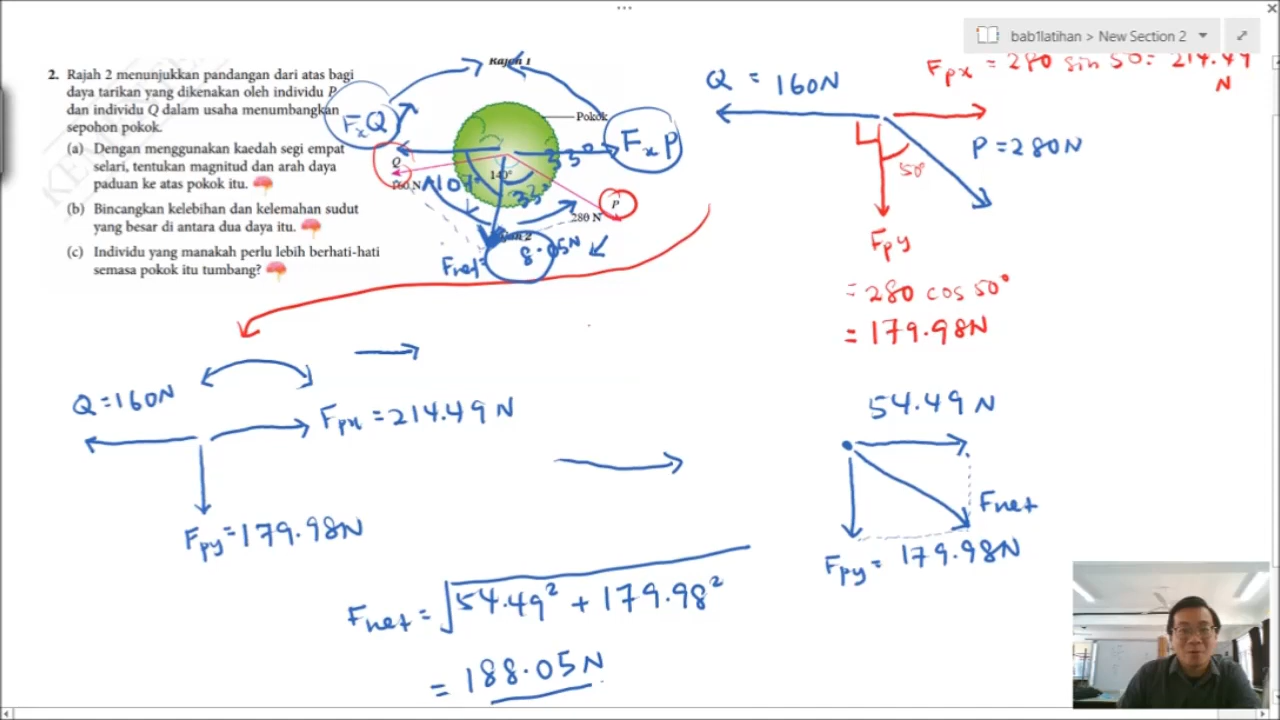 bab1latihan > New Section 2
2. Rajah 2 menunjukkan pandangan dari atas bagi
daya tarikan yang dikenakan oleh individu P
dan individu Q dalam usaha menumbangkan
sepohon pokok.
(a) Dengan menggunakan kaedah segi empat
selari, tentukan magnitud dan arah daya
paduan ke atas pokok itu.
(b) Bincangkan kelebihan dan kelemahan sudut
yang besar di antara dua daya itu.
(c) Individu yang manakah perlu lebih berhati-hati
semasa pokok itu tumbang?
Rajah 1
Pokok
FxQ
FxP
Q
160 N
140°
107°
33°
33°
P
280 N
Fnet
8.05N
Q = 160N
Fpx = 280 sin 50 = 214.49
N
P = 280N
50°
Fpy
= 280 cos 50°
= 179.98N
Q = 160N
Fpx = 214.49 N
Fpy = 179.98N
54.49 N
Fnet
Fpy = 179.98N
Fnet = √54.49² + 179.98²
= 188.05N